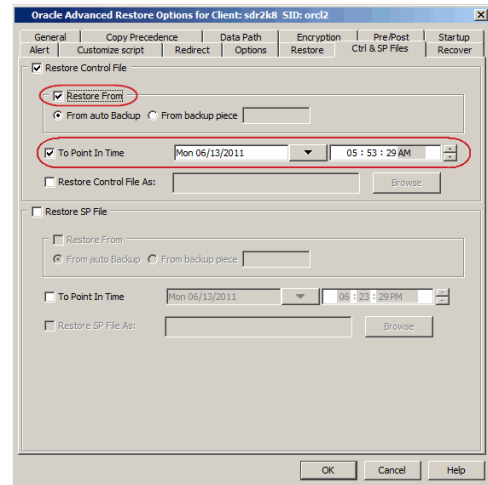 Oracle Advanced Restore Options for Client: sdr2k8 SID: orcl2
General Copy Precedence Data Path Encryption Pre/Post Startup
Alert Customize script Redirect Options Restore Ctrl & SP Files Recover
Restore Control File
Restore From
From auto Backup From backup piece
To Point In Time Mon 06/13/2011 05 : 53 : 29 AM
Restore Control File As: Browse
Restore SP File
Restore From
From auto Backup From backup piece
To Point In Time Mon 06/13/2011 06 : 23 : 29 PM
Restore SP File As: Browse
OK Cancel Help